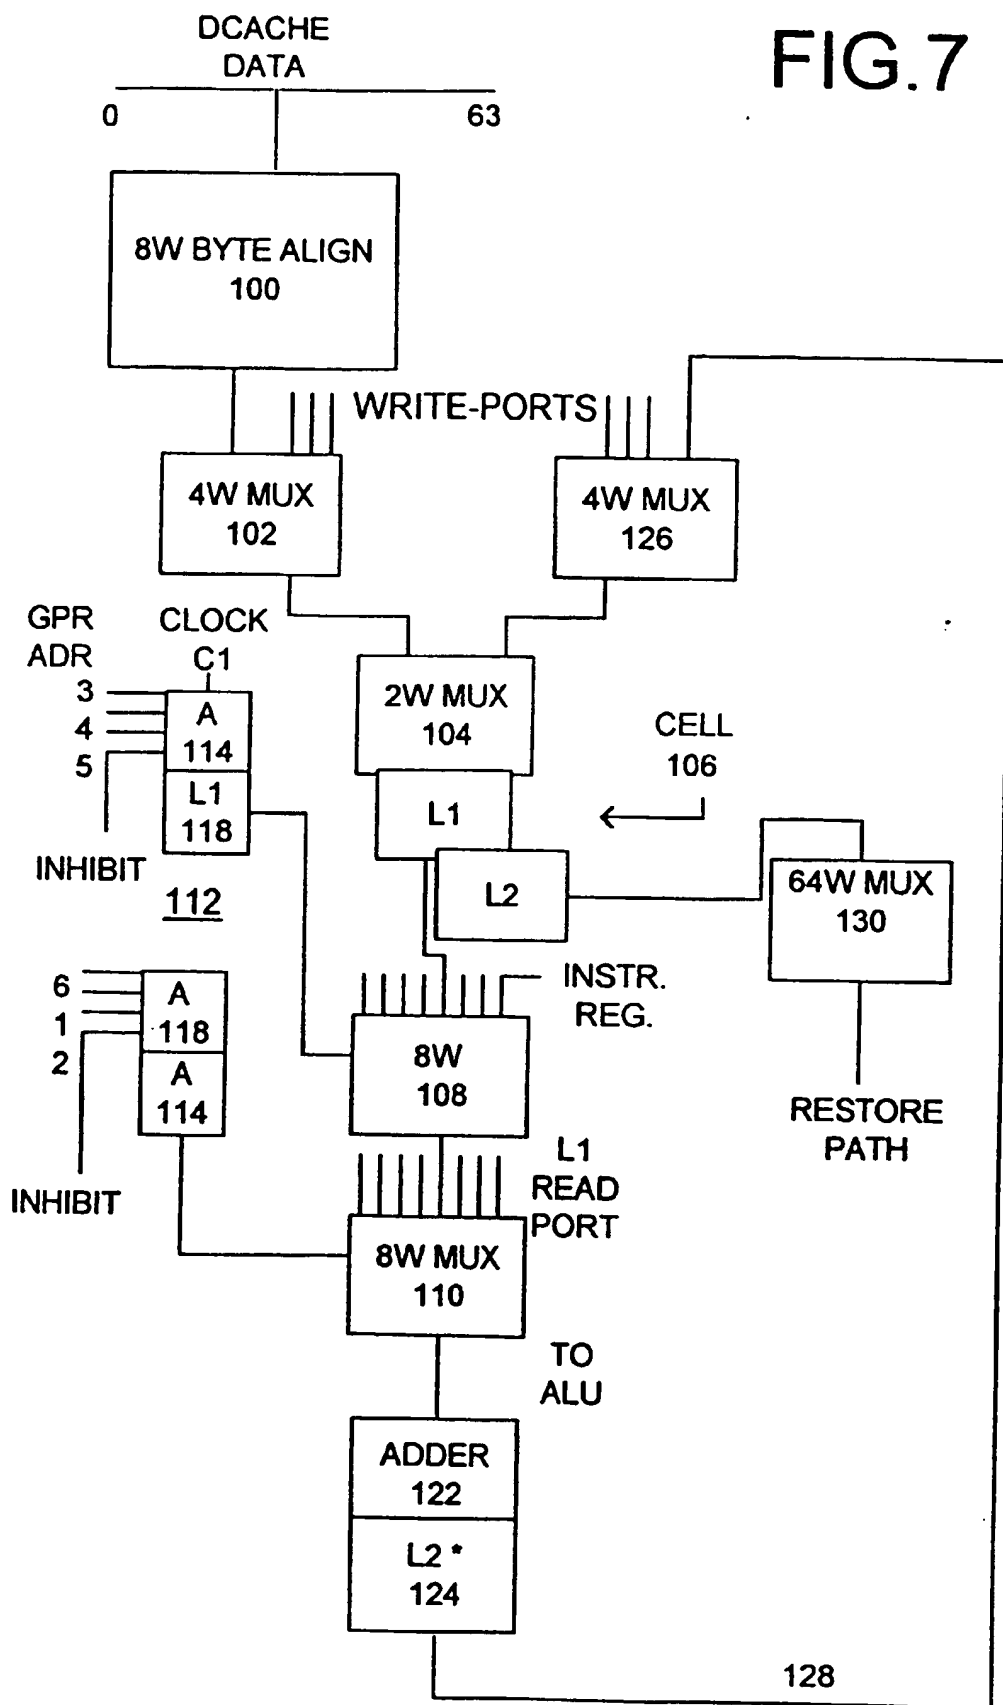 DCACHE
DATA
FIG.7
0
63
8W BYTE ALIGN
100
WRITE-PORTS
4W MUX
102
4W MUX
126
GPR
ADR
CLOCK
C1
3
4
5
A
114
L1
118
INHIBIT
112
2W MUX
104
L1
L2
CELL
106
64W MUX
130
RESTORE
PATH
6
1
2
A
118
A
114
INHIBIT
INSTR.
REG.
8W
108
L1
READ
PORT
8W MUX
110
TO
ALU
ADDER
122
L2 *
124
128